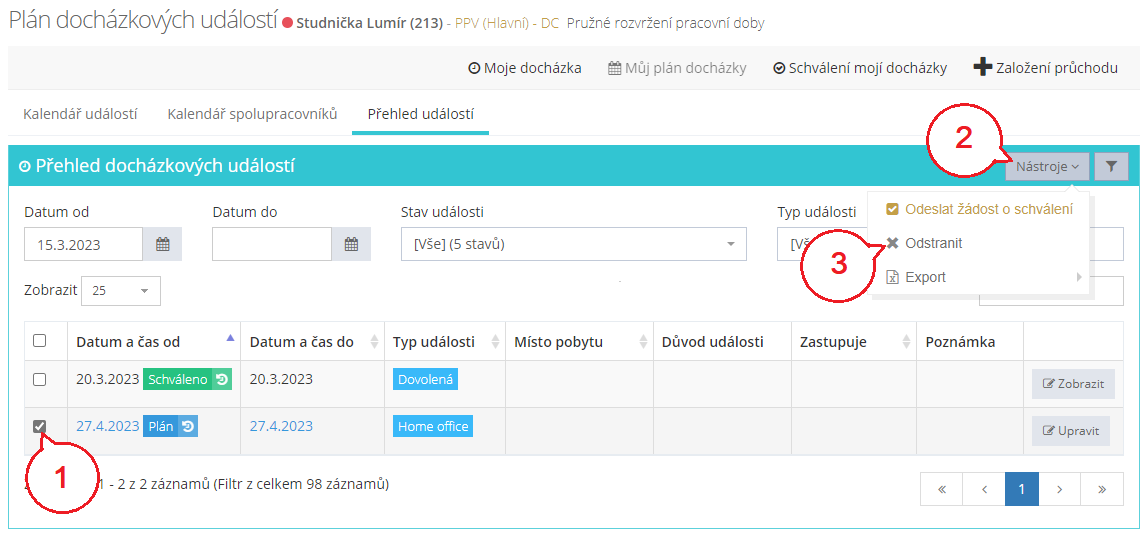 Plán docházkových událostí Studnička Lumír (213) - PPV (Hlavní) - DC Pružné rozvržení pracovní doby
Moje docházka Můj plán docházky Schválení mojí docházky Založení průchodu
Kalendář událostí Kalendář spolupracovníků Přehled událostí
2
Přehled docházkových událostí Nástroje
Datum od Datum do Stav události Typ události
Odeslat žádost o schválení
15.3.2023 [Vše] (5 stavů)
3
Odstranit
Zobrazit 25
Export
Datum a čas od Datum a čas do Typ události Místo pobytu Důvod události Zastupuje Poznámka
20.3.2023 Schváleno 20.3.2023 Dovolená Zobrazit
27.4.2023 Plán 27.4.2023 Home office Upravit
1
1 - 2 z 2 záznamů (Filtr z celkem 98 záznamů)
« ‹ 1 › »